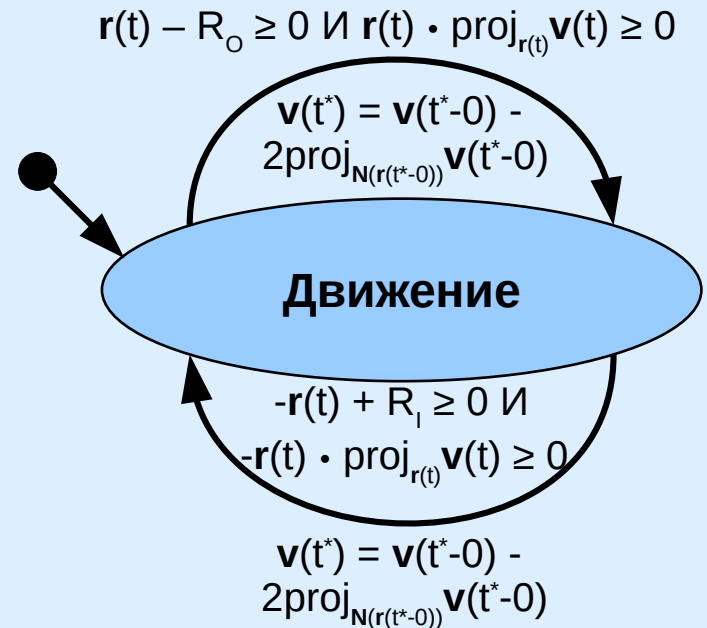 r(t) – R_O ≥ 0 И r(t) · proj_r(t) v(t) ≥ 0
v(t*) = v(t*-0) -
2proj_N(r(t*-0)) v(t*-0)
Движение
-r(t) + R_I ≥ 0 И
-r(t) · proj_r(t) v(t) ≥ 0
v(t*) = v(t*-0) -
2proj_N(r(t*-0)) v(t*-0)